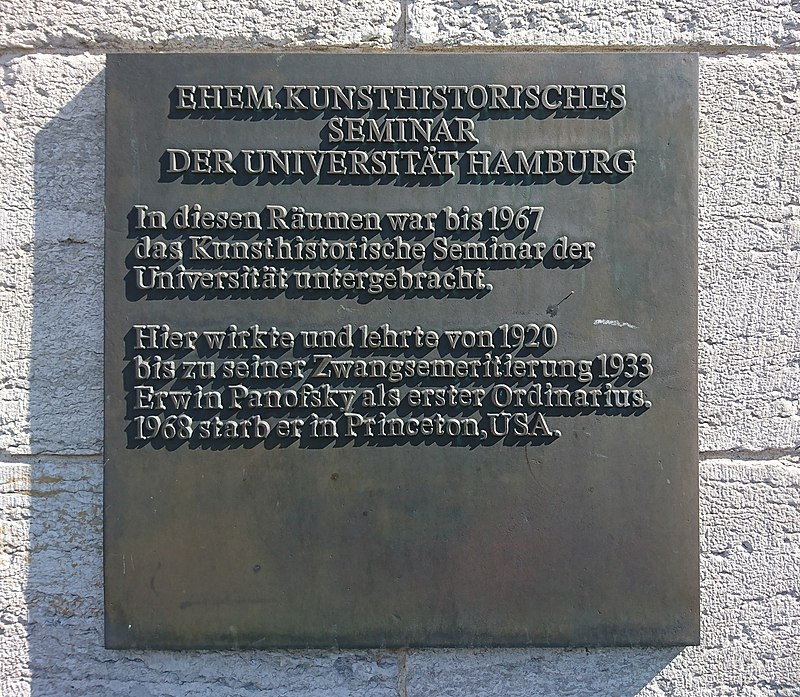 EHEM. KUNSTHISTORISCHES
SEMINAR
DER UNIVERSITÄT HAMBURG
In diesen Räumen war bis 1967
das Kunsthistorische Seminar der
Universität untergebracht.
Hier wirkte und lehrte von 1920
bis zu seiner Zwangsemeritierung 1933
Erwin Panofsky als erster Ordinarius.
1968 starb er in Princeton, USA.